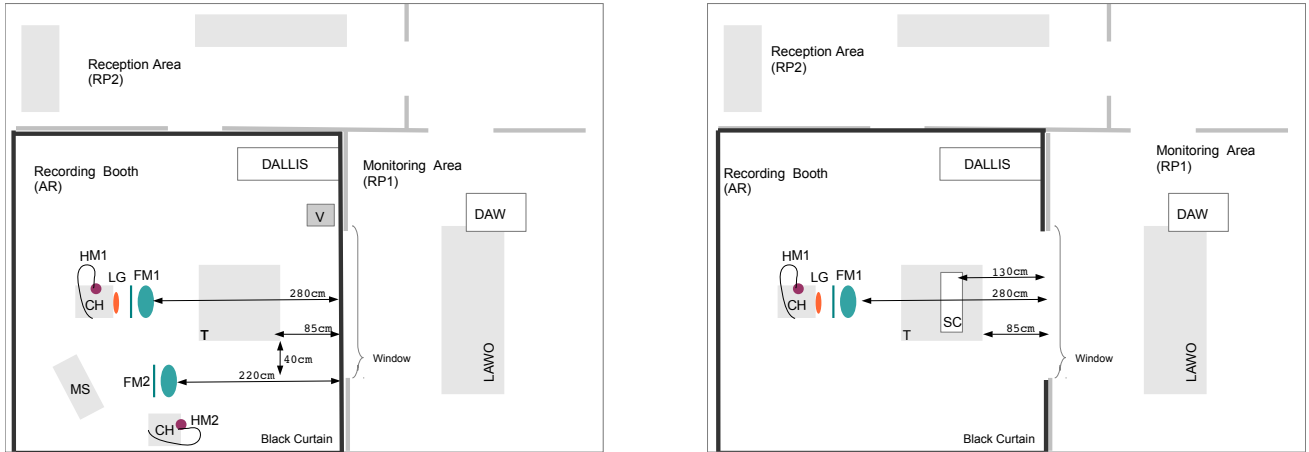 Reception Area
(RP2)
Recording Booth
(AR)
DALLIS
Monitoring Area
(RP1)
V
DAW
HM1
LG
FM1
CH
280cm
T
85cm
40cm
Window
LAWO
FM2
220cm
MS
HM2
CH
Black Curtain
Reception Area
(RP2)
Recording Booth
(AR)
DALLIS
Monitoring Area
(RP1)
DAW
HM1
LG
FM1
CH
130cm
280cm
SC
T
85cm
Window
LAWO
Black Curtain